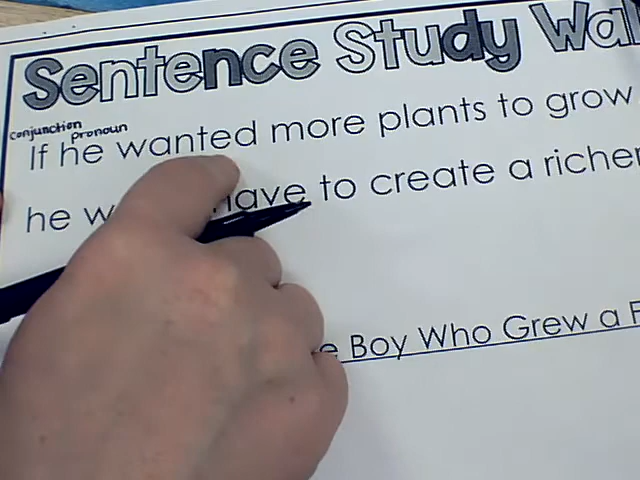 Sentence Study Wal
conjunction
pronoun
If he wanted more plants to grow
he w have to create a richer
e Boy Who Grew a F